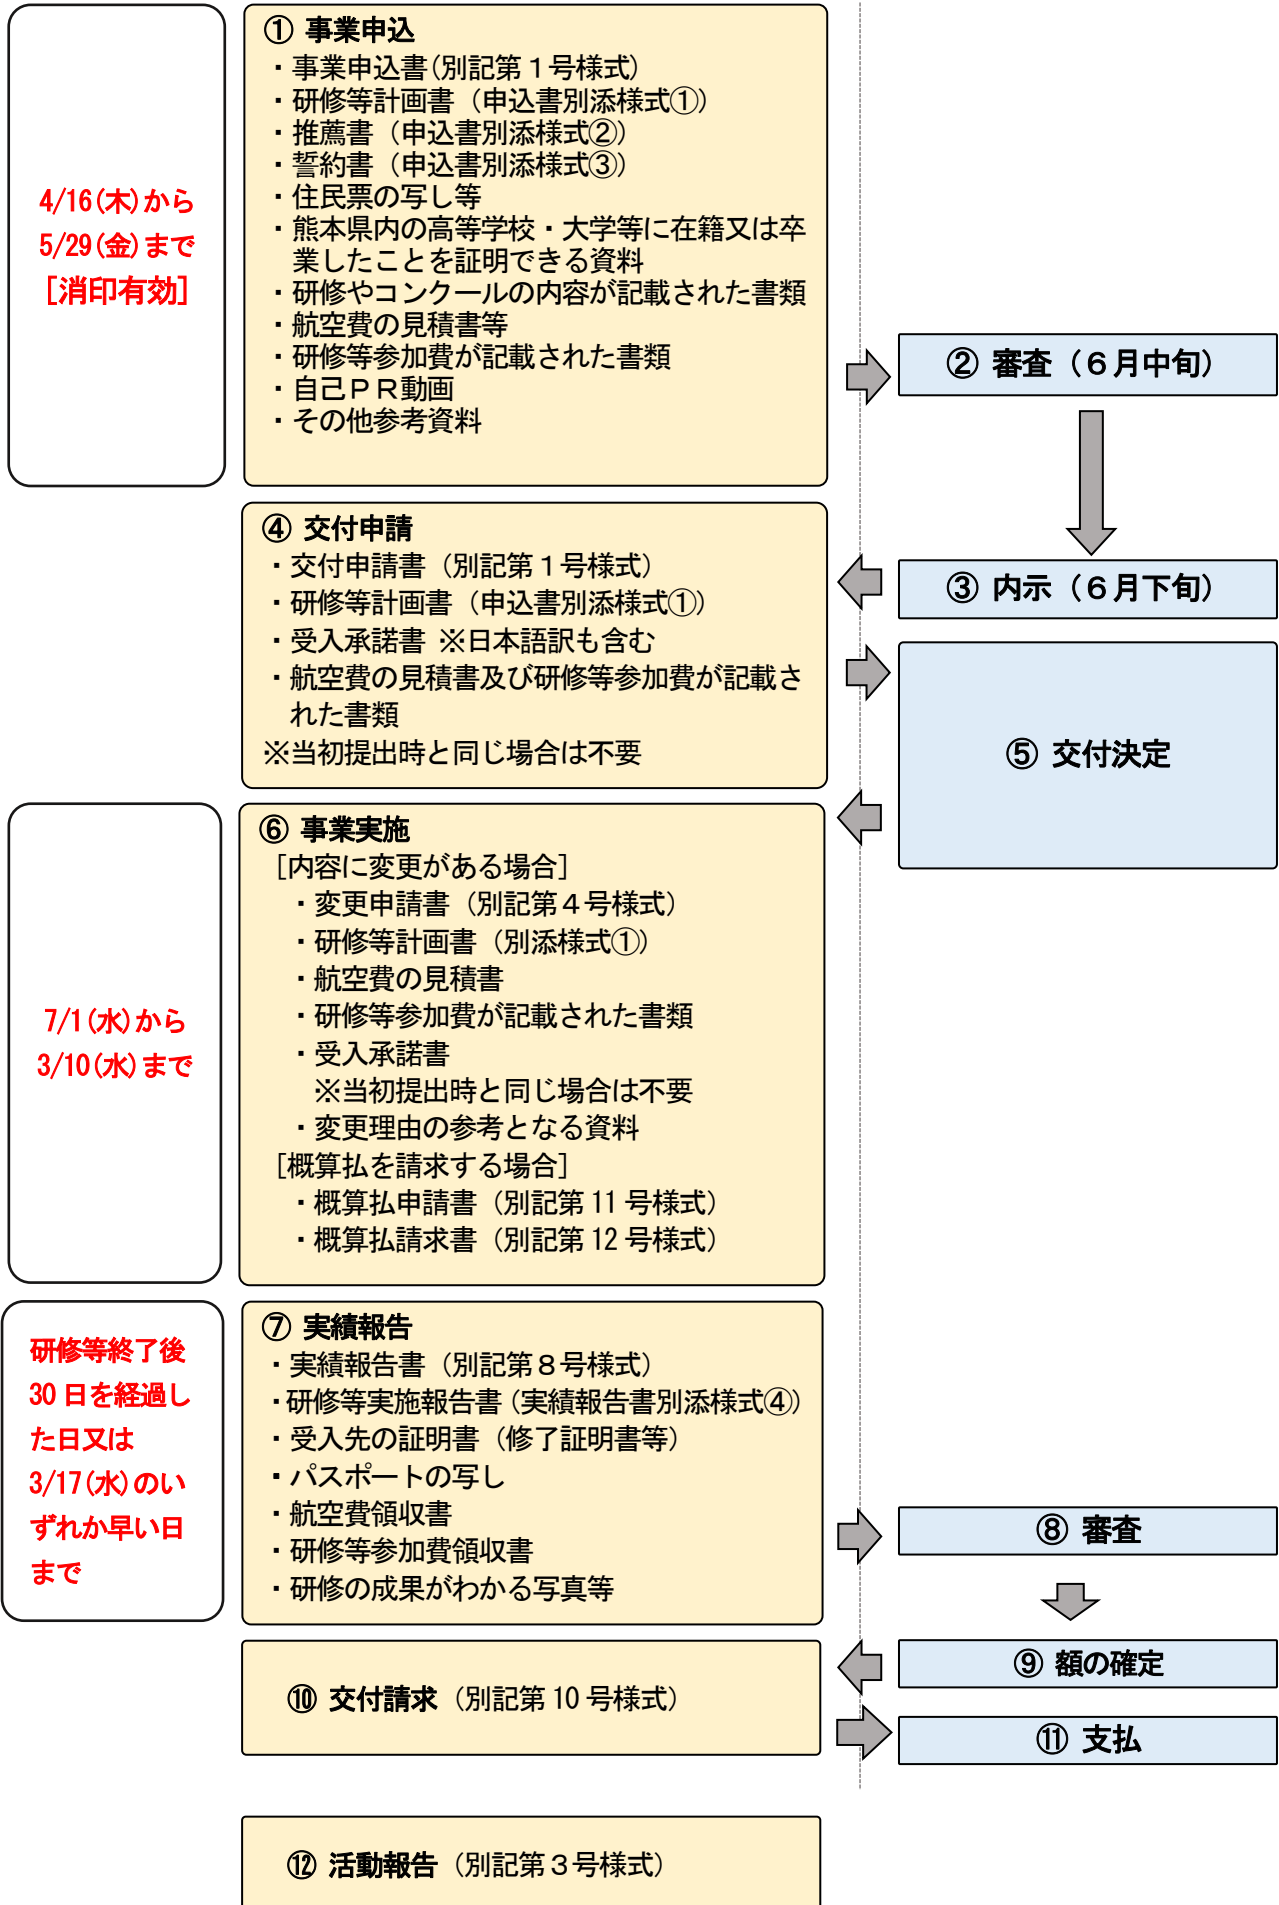 4/16(木)から
5/29(金)まで
[消印有効]
① 事業申込
・事業申込書(別記第１号様式)
・研修等計画書（申込書別添様式①）
・推薦書（申込書別添様式②）
・誓約書（申込書別添様式③）
・住民票の写し等
・熊本県内の高等学校・大学等に在籍又は卒
業したことを証明できる資料
・研修やコンクールの内容が記載された書類
・航空費の見積書等
・研修等参加費が記載された書類
・自己ＰＲ動画
・その他参考資料
② 審査（６月中旬）
③ 内示（６月下旬）
④ 交付申請
・交付申請書（別記第１号様式）
・研修等計画書（申込書別添様式①）
・受入承諾書 ※日本語訳も含む
・航空費の見積書及び研修等参加費が記載さ
れた書類
※当初提出時と同じ場合は不要
⑤ 交付決定
7/1(水)から
3/10(水)まで
⑥ 事業実施
[内容に変更がある場合]
・変更申請書（別記第４号様式）
・研修等計画書（別添様式①）
・航空費の見積書
・研修等参加費が記載された書類
・受入承諾書
※当初提出時と同じ場合は不要
・変更理由の参考となる資料
[概算払を請求する場合]
・概算払申請書（別記第 11 号様式）
・概算払請求書（別記第 12 号様式）
研修等終了後
30 日を経過し
た日又は
3/17(水)のい
ずれか早い日
まで
⑦ 実績報告
・実績報告書（別記第８号様式）
・研修等実施報告書（実績報告書別添様式④）
・受入先の証明書（修了証明書等）
・パスポートの写し
・航空費領収書
・研修等参加費領収書
・研修の成果がわかる写真等
⑧ 審査
⑨ 額の確定
⑩ 交付請求（別記第 10 号様式）
⑪ 支払
⑫ 活動報告（別記第３号様式）